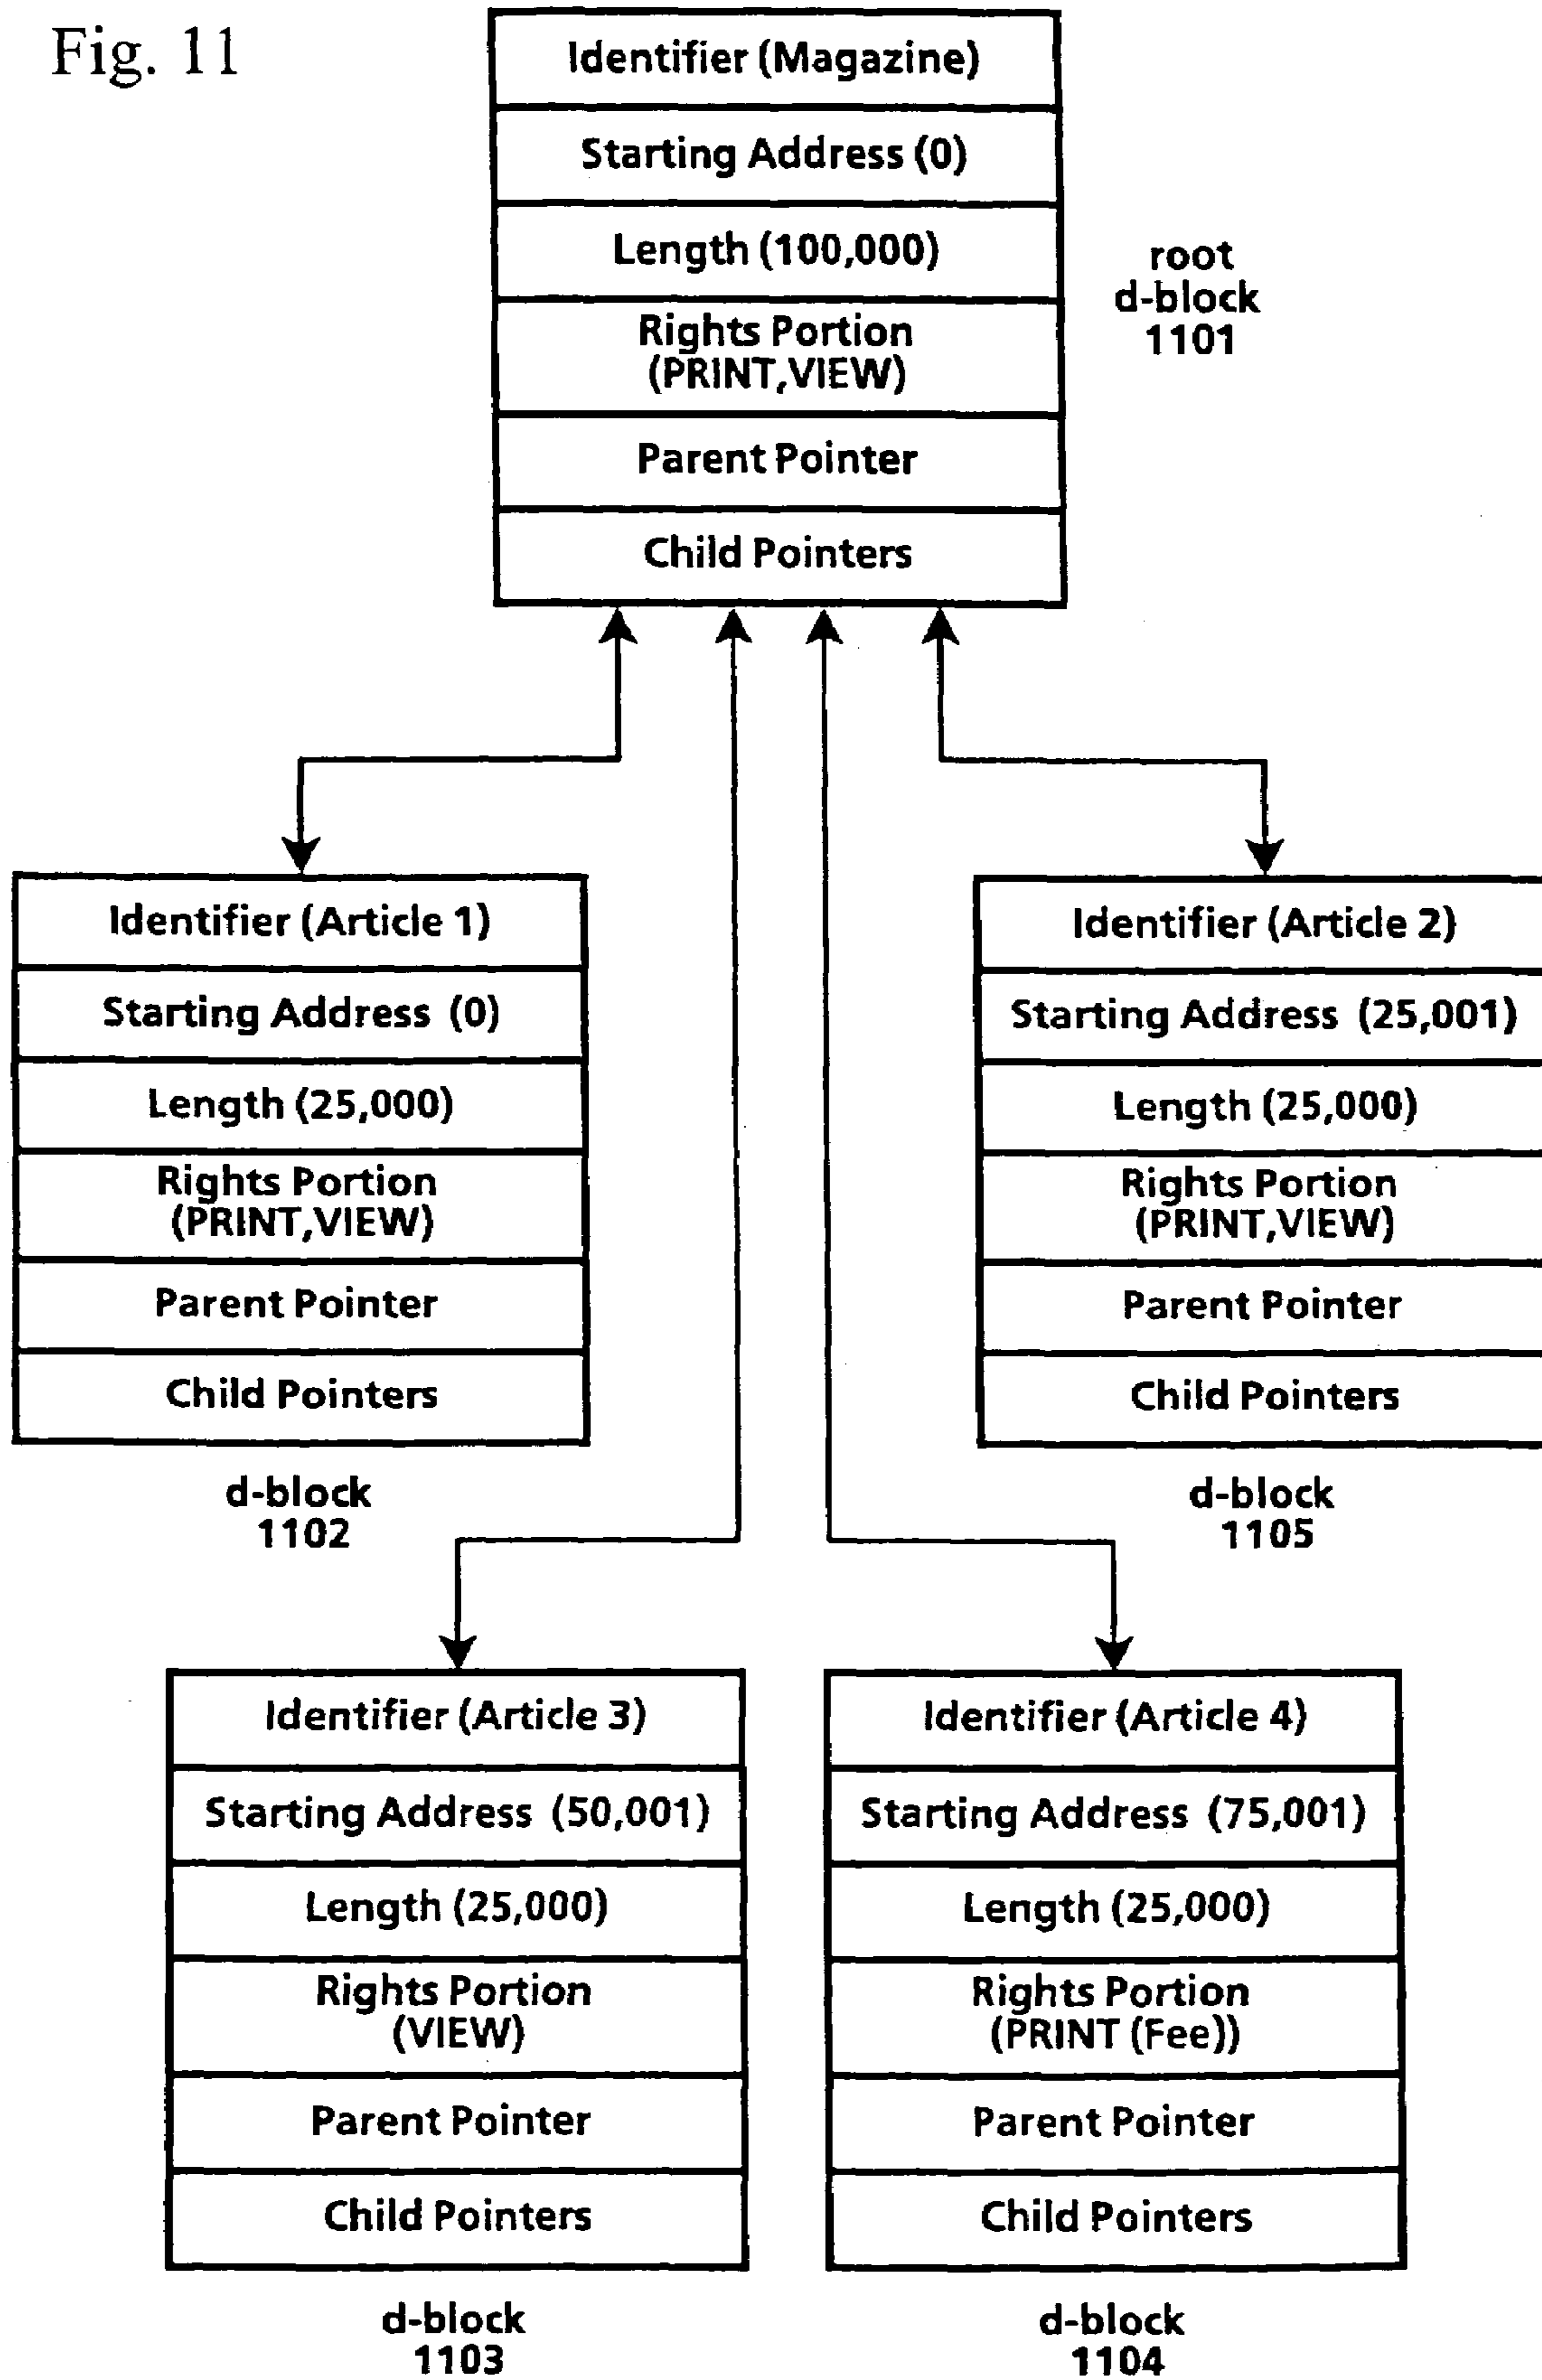 Fig. 11
Identifier (Magazine)
Starting Address (0)
Length (100,000)
Rights Portion
(PRINT,VIEW)
Parent Pointer
Child Pointers
root
d-block
1101
Identifier (Article 1)
Starting Address (0)
Length (25,000)
Rights Portion
(PRINT,VIEW)
Parent Pointer
Child Pointers
d-block
1102
Identifier (Article 2)
Starting Address (25,001)
Length (25,000)
Rights Portion
(PRINT,VIEW)
Parent Pointer
Child Pointers
d-block
1105
Identifier (Article 3)
Starting Address (50,001)
Length (25,000)
Rights Portion
(VIEW)
Parent Pointer
Child Pointers
d-block
1103
Identifier (Article 4)
Starting Address (75,001)
Length (25,000)
Rights Portion
(PRINT (Fee))
Parent Pointer
Child Pointers
d-block
1104